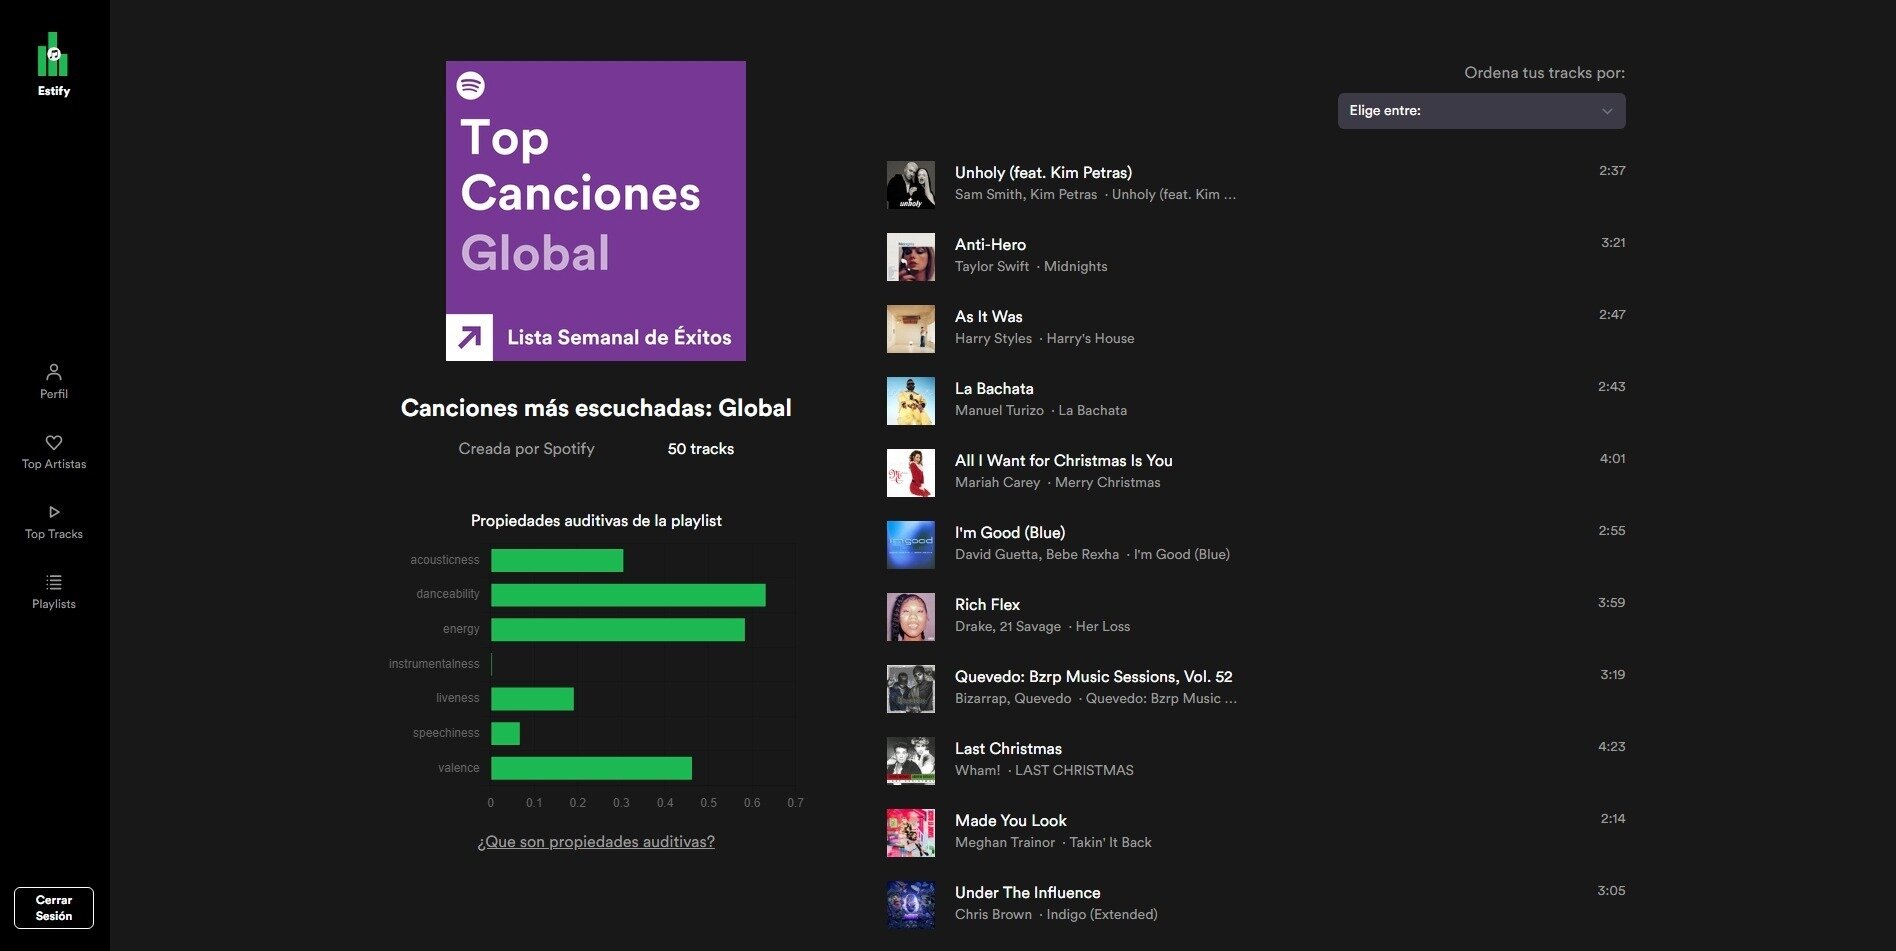 Estify
Perfil
Top Artistas
Top Tracks
Playlists
Cerrar
Sesión
Top
Canciones
Global
Lista Semanal de Éxitos
Canciones más escuchadas: Global
Creada por Spotify 50 tracks
Propiedades auditivas de la playlist
acousticness
danceability
energy
instrumentalness
liveness
speechiness
valence
0 0.1 0.2 0.3 0.4 0.5 0.6 0.7
¿Que son propiedades auditivas?
Ordena tus tracks por:
Elige entre:
unholy
Unholy (feat. Kim Petras) 2:37
Sam Smith, Kim Petras · Unholy (feat. Kim ...
Anti-Hero 3:21
Taylor Swift · Midnights
As It Was 2:47
Harry Styles · Harry's House
La Bachata 2:43
Manuel Turizo · La Bachata
All I Want for Christmas Is You 4:01
Mariah Carey · Merry Christmas
i'm good
I'm Good (Blue) 2:55
David Guetta, Bebe Rexha · I'm Good (Blue)
Rich Flex 3:59
Drake, 21 Savage · Her Loss
Quevedo: Bzrp Music Sessions, Vol. 52 3:19
Bizarrap, Quevedo · Quevedo: Bzrp Music ...
Last Christmas 4:23
Wham! · LAST CHRISTMAS
Made You Look 2:14
Meghan Trainor · Takin' It Back
Under The Influence 3:05
Chris Brown · Indigo (Extended)